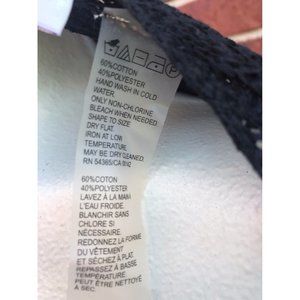 60%COTTON
40%POLYESTER
HAND WASH IN COLD
WATER.
ONLY NON-CHLORINE
BLEACH WHEN NEEDED.
SHAPE TO SIZE
DRY FLAT.
IRON AT LOW
TEMPERATURE.
MAY BE DRY CLEANED.
RN 54365/CA
60%COTON
40%POLYESTER
LAVEZ À LA MAIN
L'EAU FROIDE.
BLANCHIR SANS
CHLORE SI
NÉCESSAIRE.
REDONNEZ LA FORME
DU VÊTEMENT
ET SÉCHEZ À PLAT.
REPASSEZ À BASSE
TEMPÉRATURE
PEUT ÊTRE NETTOYÉ
À SEC.